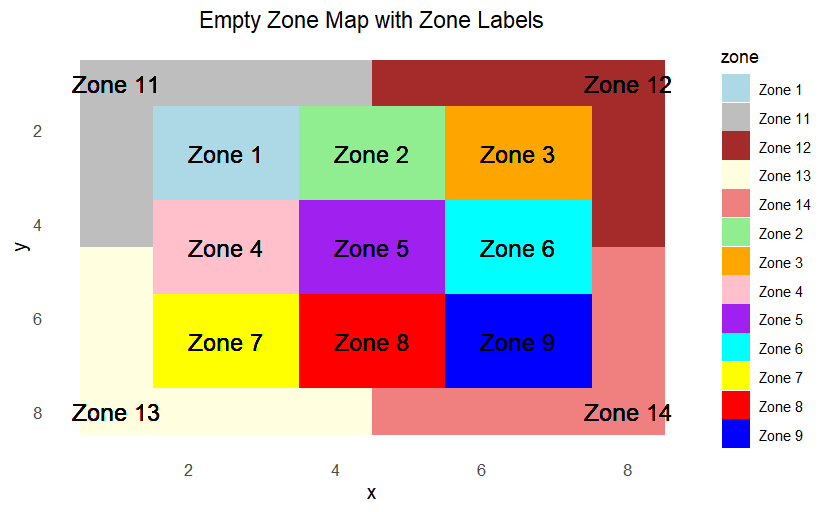 Empty Zone Map with Zone Labels
zone
Zone 11
Zone 12
Zone 1
Zone 2
Zone 3
Zone 4
Zone 5
Zone 6
Zone 7
Zone 8
Zone 9
Zone 13
Zone 14
2
4
6
8
y
2
4
6
8
x
Zone 1
Zone 11
Zone 12
Zone 13
Zone 14
Zone 2
Zone 3
Zone 4
Zone 5
Zone 6
Zone 7
Zone 8
Zone 9